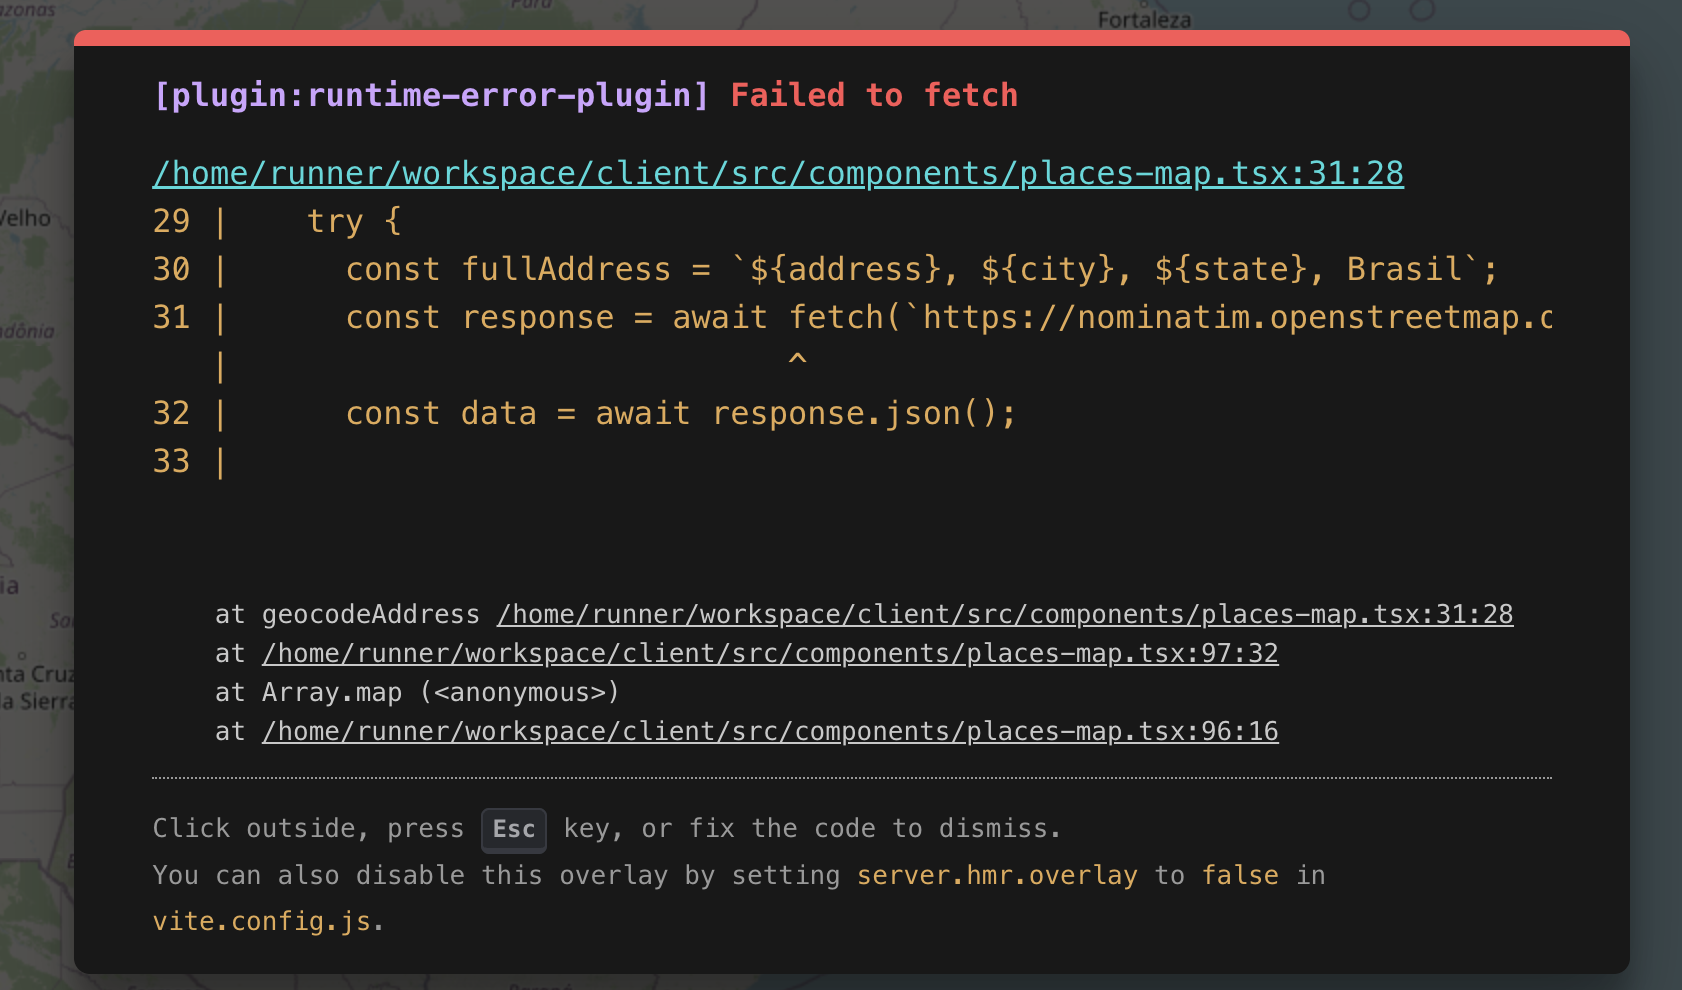 azonas
Pará
Fortaleza
[plugin:runtime-error-plugin] Failed to fetch
/home/runner/workspace/client/src/components/places-map.tsx:31:28
Velho
29 |    try {
30 |      const fullAddress = `${address}, ${city}, ${state}, Brasil`;
31 |      const response = await fetch(`https://nominatim.openstreetmap.o
ndônia
   |                             ^
32 |      const data = await response.json();
33 |
ia
at geocodeAddress /home/runner/workspace/client/src/components/places-map.tsx:31:28
at /home/runner/workspace/client/src/components/places-map.tsx:97:32
nta Cruz
la Sierra
at Array.map (<anonymous>)
at /home/runner/workspace/client/src/components/places-map.tsx:96:16
Click outside, press Esc key, or fix the code to dismiss.
You can also disable this overlay by setting server.hmr.overlay to false in
vite.config.js.